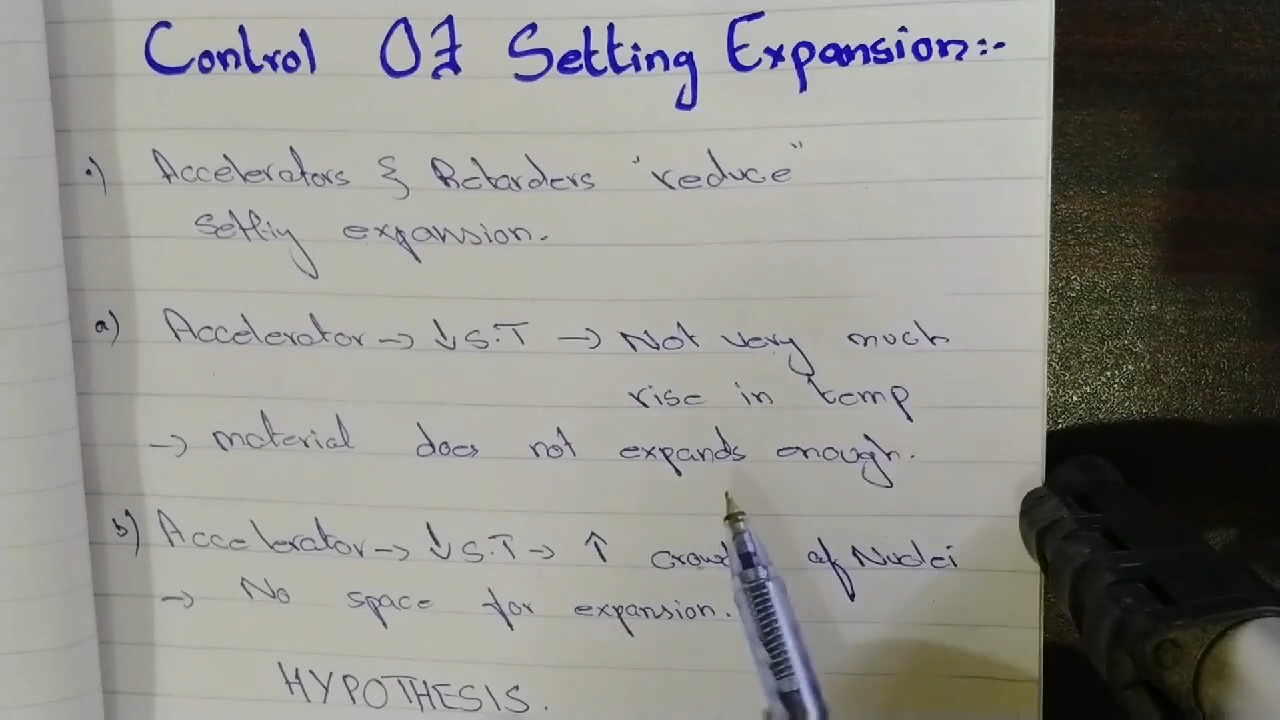 Control Of Setting Expansion:-
•) Accelerators & Retarders "reduce"
setting expansion.
a) Accelerator → ↓ S.T → Not very much
rise in temp
→ material does not expands enough.
b) Accelerator → ↓ S.T → ↑ crowd of Nuclei
→ No space for expansion.
HYPOTHESIS.